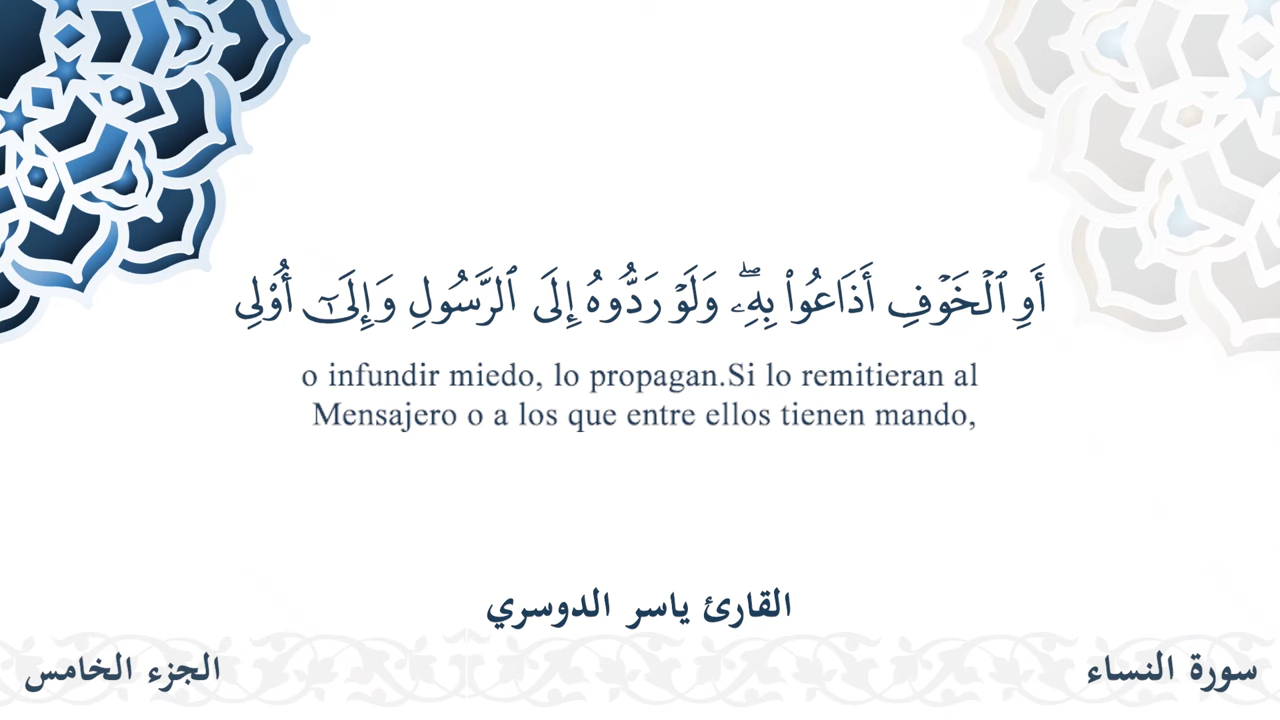 أَوِ ٱلْخَوْفِ أَذَاعُوا۟ بِهِۦ ۖ وَلَوْ رَدُّوهُ إِلَى ٱلرَّسُولِ وَإِلَىٰٓ أُو۟لِى
o infundir miedo, lo propagan.Si lo remitieran al
Mensajero o a los que entre ellos tienen mando,
القارئ ياسر الدوسري
سورة النساء
الجزء الخامس